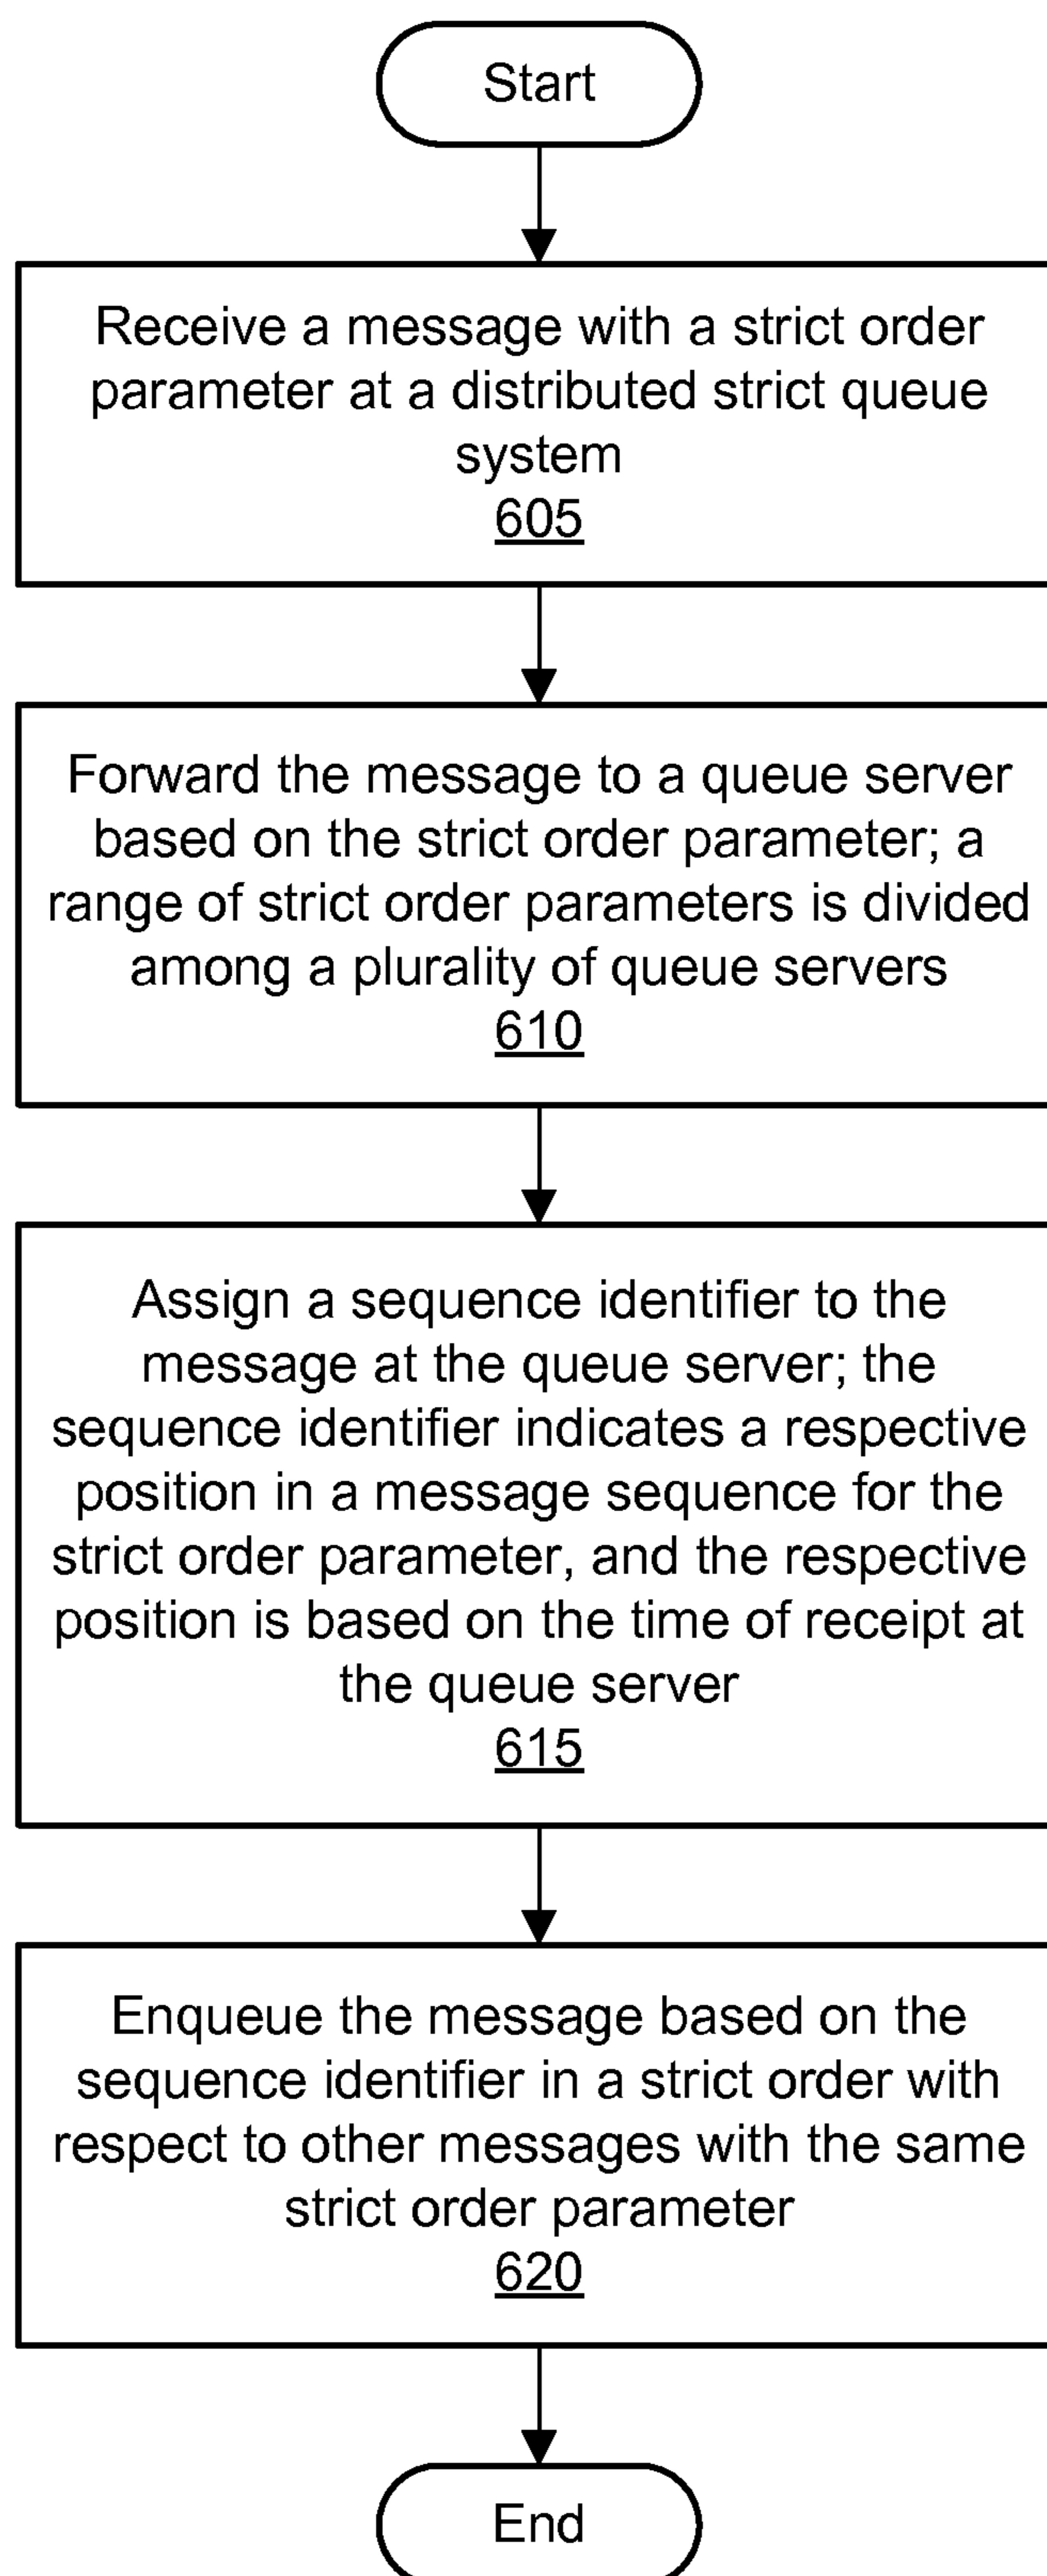 Start
Receive a message with a strict order
parameter at a distributed strict queue
system
605
Forward the message to a queue server
based on the strict order parameter; a
range of strict order parameters is divided
among a plurality of queue servers
610
Assign a sequence identifier to the
message at the queue server; the
sequence identifier indicates a respective
position in a message sequence for the
strict order parameter, and the respective
position is based on the time of receipt at
the queue server
615
Enqueue the message based on the
sequence identifier in a strict order with
respect to other messages with the same
strict order parameter
620
End